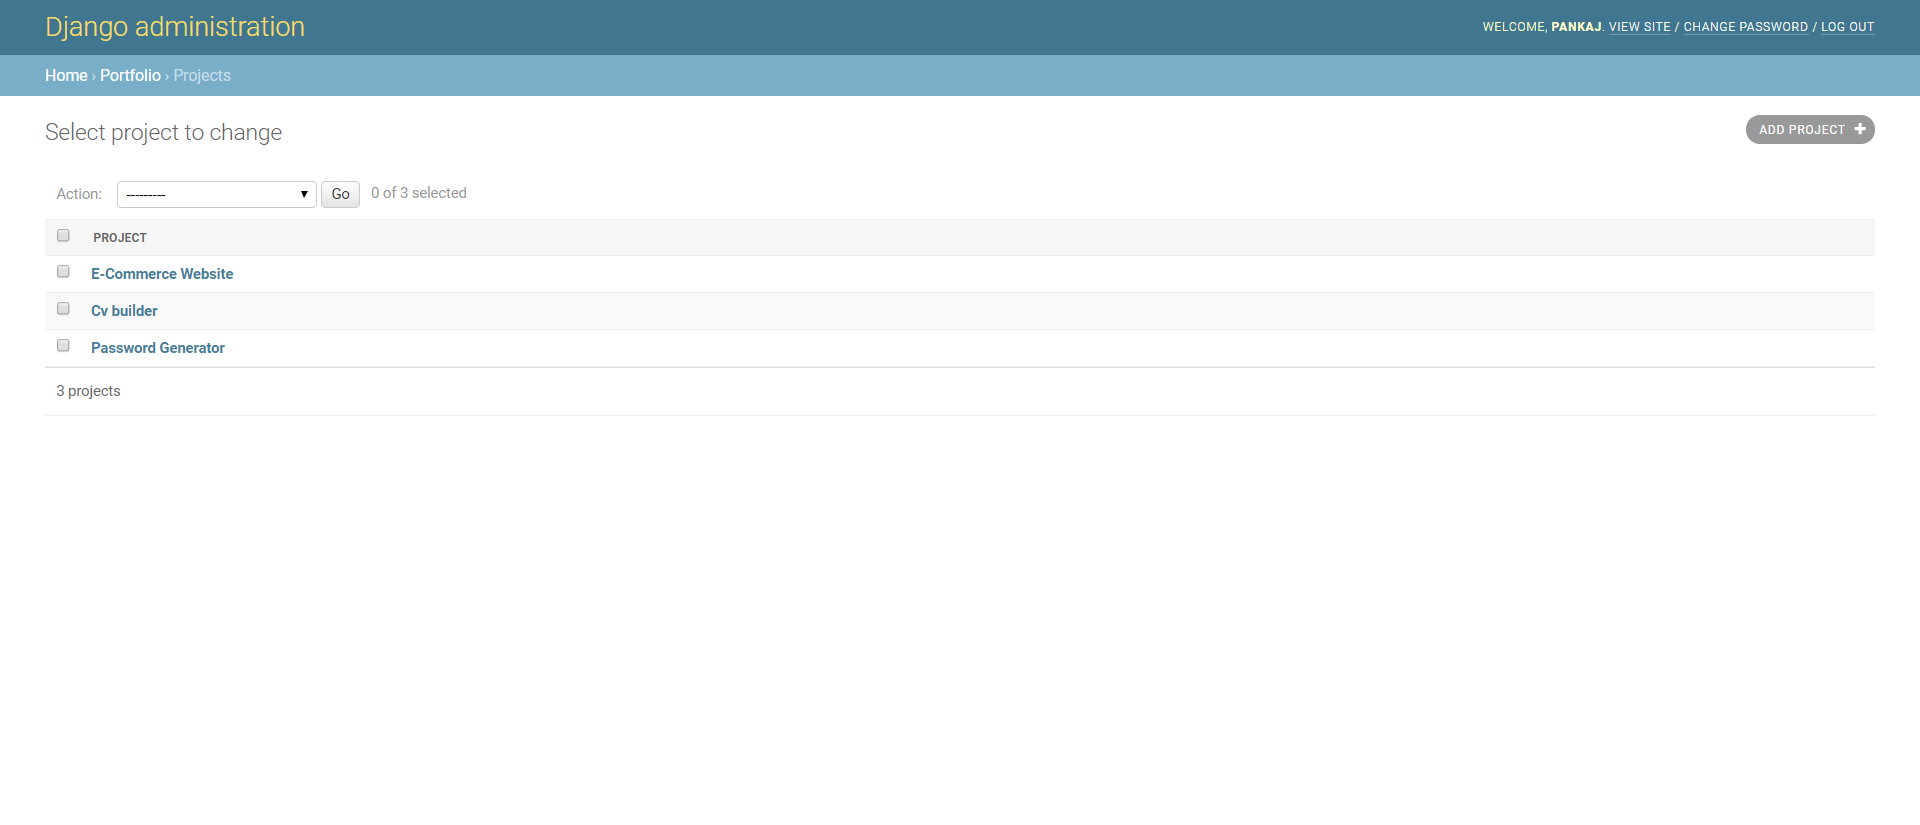 Django administration
WELCOME, PANKAJ. VIEW SITE / CHANGE PASSWORD / LOG OUT
Home › Portfolio › Projects
Select project to change
ADD PROJECT +
Action: --------- Go 0 of 3 selected
PROJECT
E-Commerce Website
Cv builder
Password Generator
3 projects